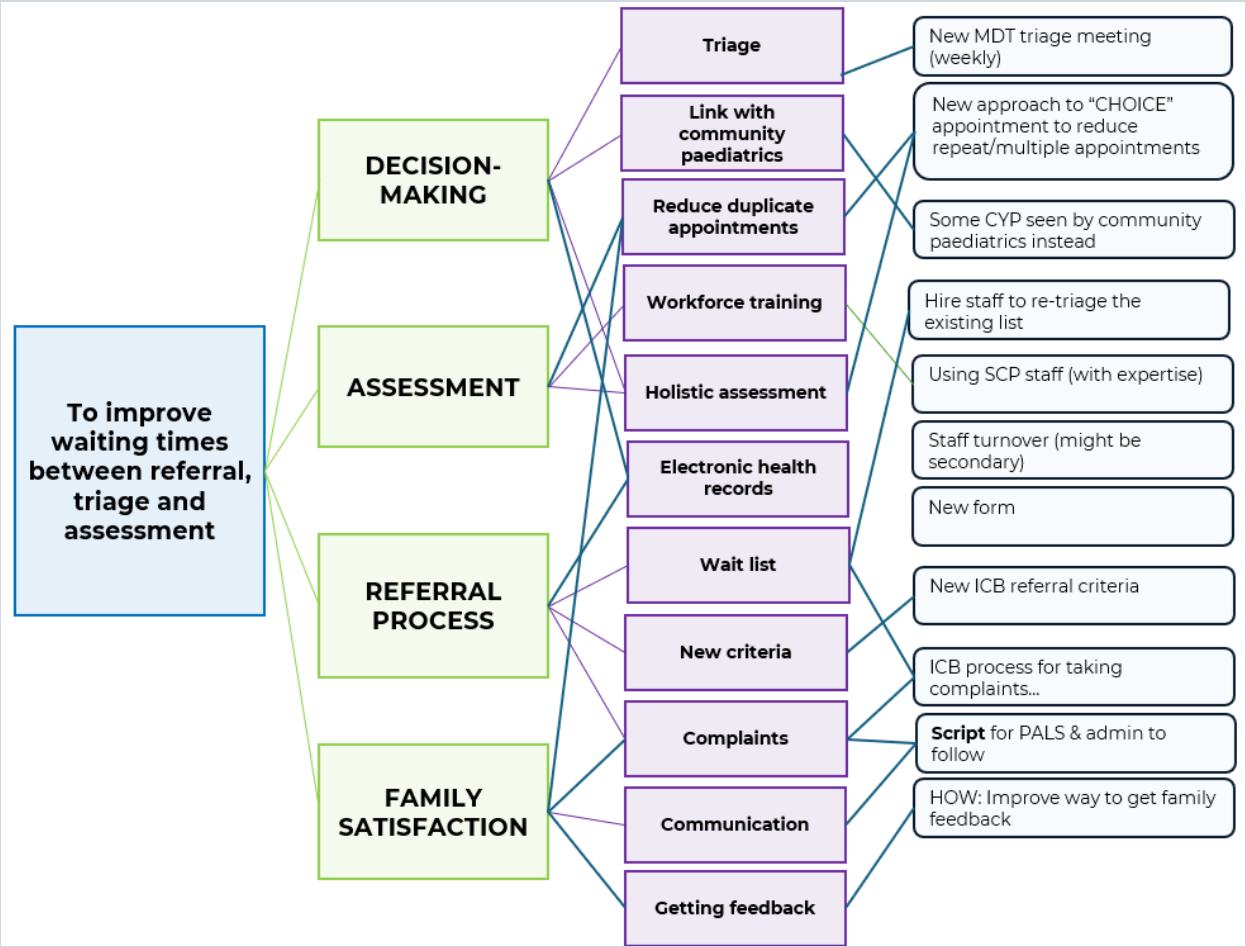 To improve
waiting times
between referral,
triage and
assessment
DECISION-
MAKING
ASSESSMENT
REFERRAL
PROCESS
FAMILY
SATISFACTION
Triage
Link with
community
paediatrics
Reduce duplicate
appointments
Workforce training
Holistic assessment
Electronic health
records
Wait list
New criteria
Complaints
Communication
Getting feedback
New MDT triage meeting
(weekly)
New approach to “CHOICE”
appointment to reduce
repeat/multiple appointments
Some CYP seen by community
paediatrics instead
Hire staff to re-triage the
existing list
Using SCP staff (with expertise)
Staff turnover (might be
secondary)
New form
New ICB referral criteria
ICB process for taking
complaints...
Script for PALS & admin to
follow
HOW: Improve way to get family
feedback